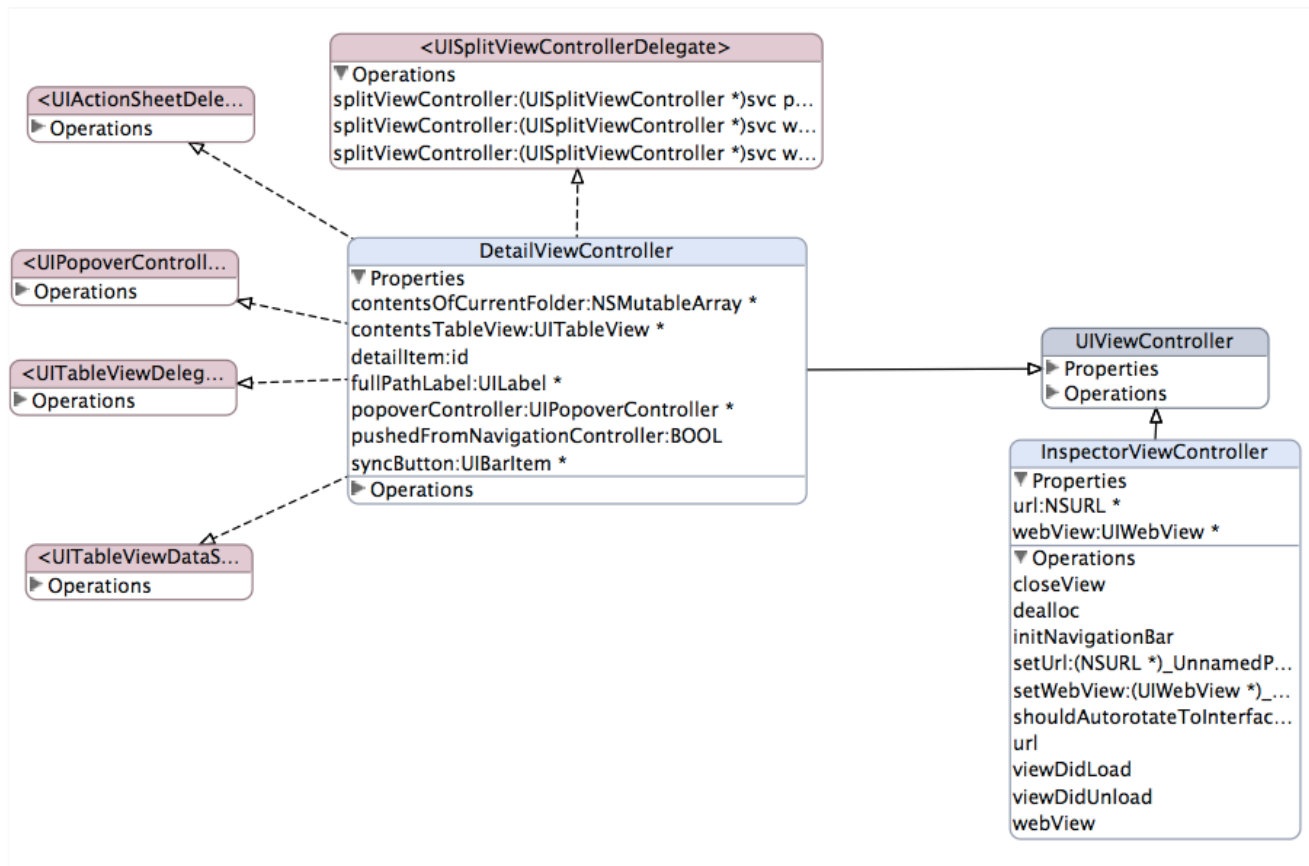 <UISplitViewControllerDelegate>
Operations
splitViewController:(UISplitViewController *)svc p...
splitViewController:(UISplitViewController *)svc w...
splitViewController:(UISplitViewController *)svc w...
<UIActionSheetDele...
Operations
<UIPopoverControll...
Operations
<UITableViewDeleg...
Operations
<UITableViewDataS...
Operations
DetailViewController
Properties
contentsOfCurrentFolder:NSMutableArray *
contentsTableView:UITableView *
detailItem:id
fullPathLabel:UILabel *
popoverController:UIPopoverController *
pushedFromNavigationController:BOOL
syncButton:UIBarItem *
Operations
UIViewController
Properties
Operations
InspectorViewController
Properties
url:NSURL *
webView:UIWebView *
Operations
closeView
dealloc
initNavigationBar
setUrl:(NSURL *)_UnnamedP...
setWebView:(UIWebView *)_...
shouldAutorotateToInterfac...
url
viewDidLoad
viewDidUnload
webView